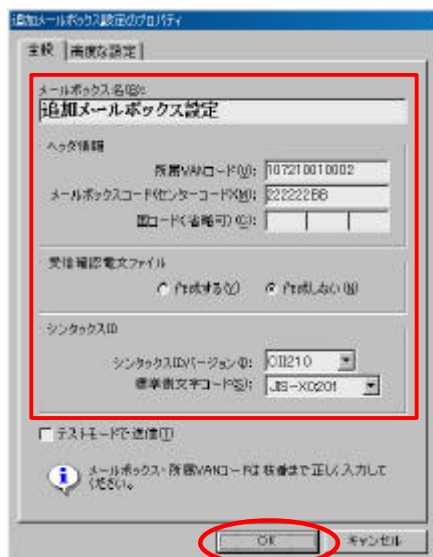 追加メールボックス設定のプロパティ
全般 高度な設定
メールボックス名(B):
追加メールボックス設定
ヘッダ情報
所属VANコード(V): 107210010002
メールボックスコード(センターコード)(M): 222222BB
国コード(省略可)(C):
受信確認電文ファイル
作成する(Y) 作成しない(N)
シンタックスID
シンタックスIDバージョン(I): CII210
標準側文字コード(S): JIS-X0201
テストモードで送信(T)
メールボックス・所属VANコードは枝番まで正しく入力して
ください。
OK キャンセル